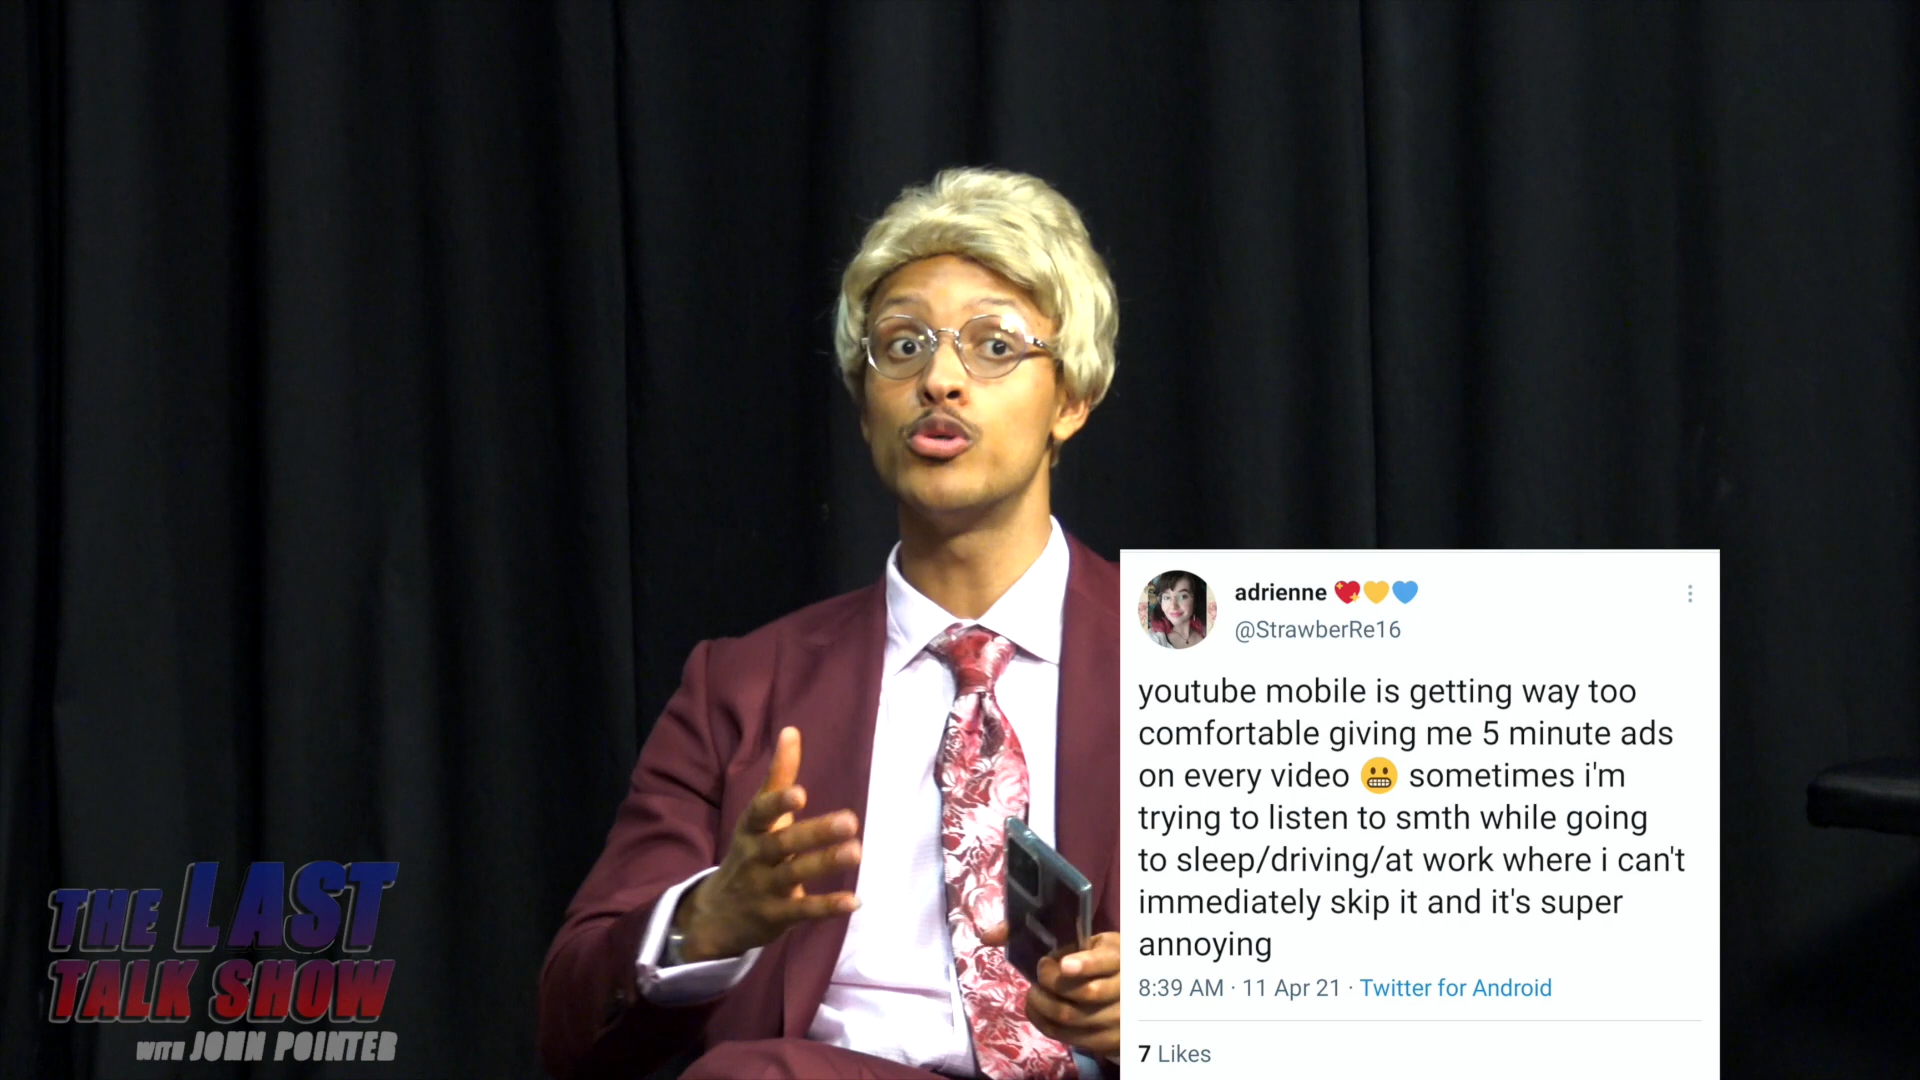 THE LAST
TALK SHOW
WITH JOHN POINTER
adrienne 💖💛💙
@StrawberRe16
youtube mobile is getting way too
comfortable giving me 5 minute ads
on every video 😬 sometimes i'm
trying to listen to smth while going
to sleep/driving/at work where i can't
immediately skip it and it's super
annoying
8:39 AM · 11 Apr 21 · Twitter for Android
7 Likes